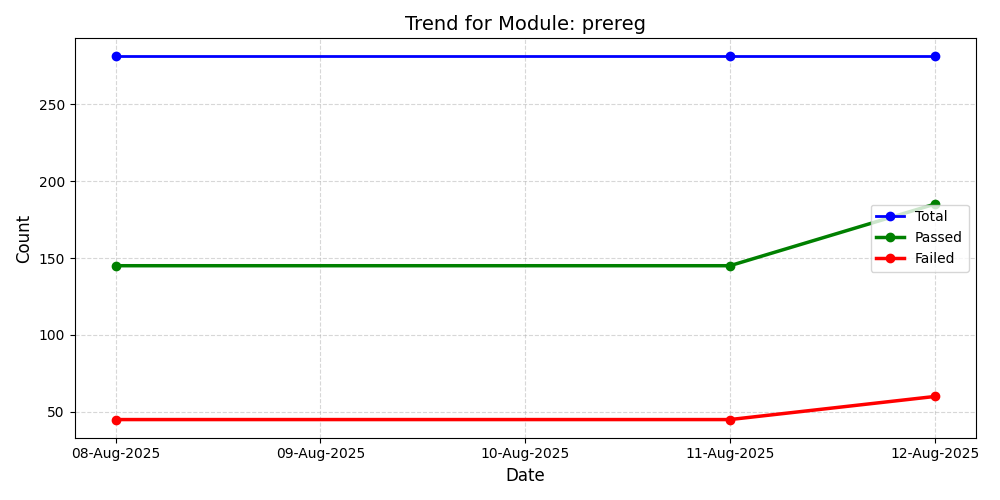 Trend for Module: prereg
Count
250
200
150
100
50
Total
Passed
Failed
08-Aug-2025
09-Aug-2025
10-Aug-2025
11-Aug-2025
12-Aug-2025
Date